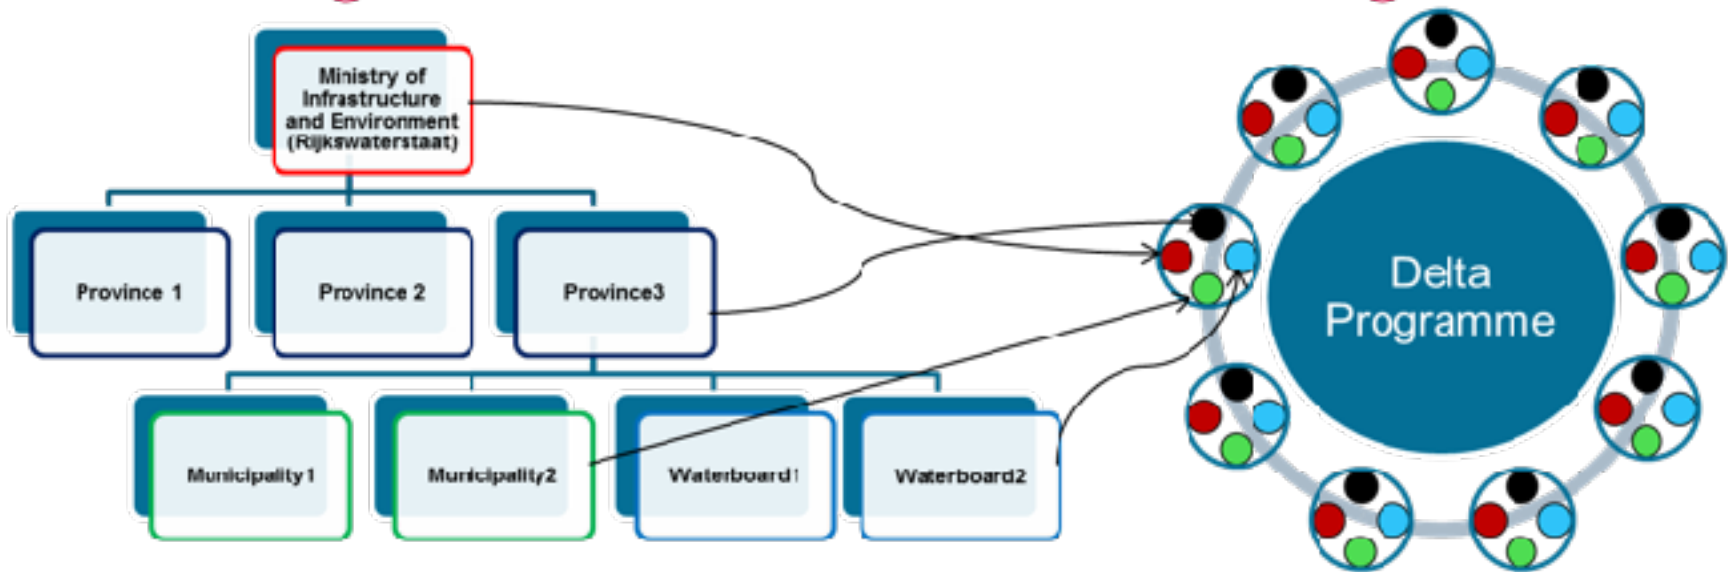 Ministry of
Infrastructure
and Environment
(Rijkswaterstaat)
Province 1
Province 2
Province3
Municipality1
Municipality2
Waterboard1
Waterboard2
Delta
Programme